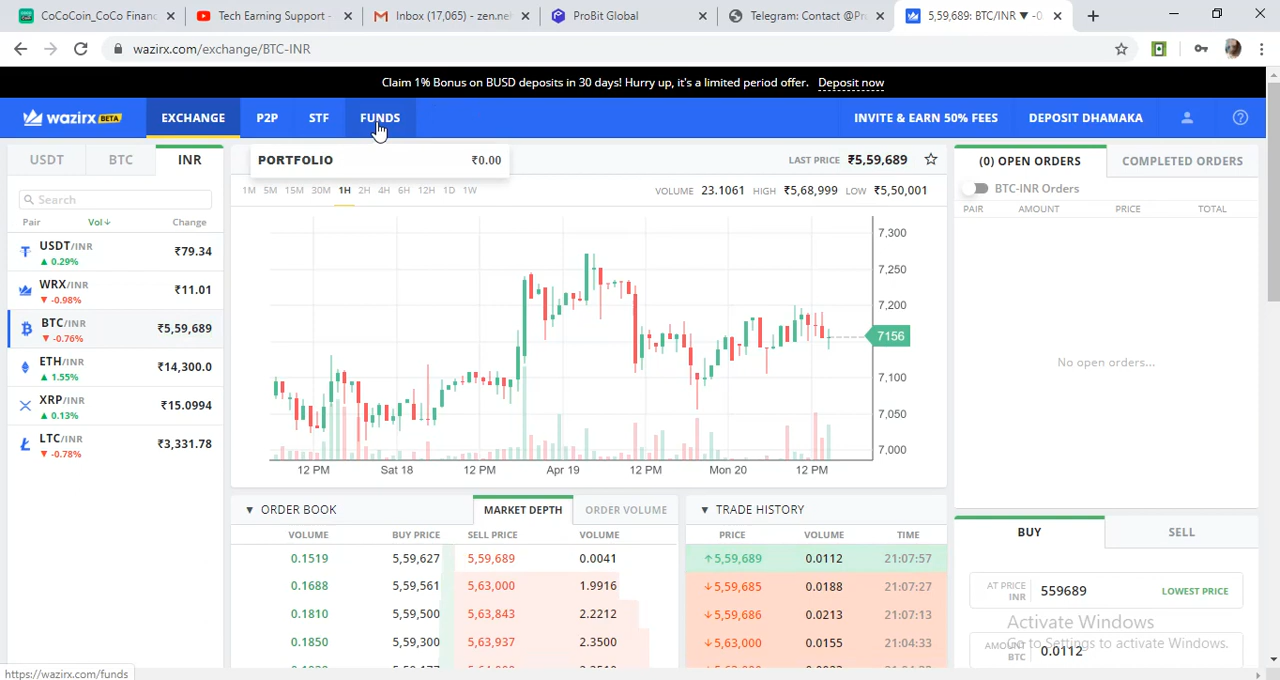 CoCoCoin_CoCo Financ
Tech Earning Support -
Inbox (17,065) - zen.ne
ProBit Global
Telegram: Contact @Pr
5,59,689: BTC/INR ▼ -0
wazirx.com/exchange/BTC-INR
Claim 1% Bonus on BUSD deposits in 30 days! Hurry up, it's a limited period offer. Deposit now
wazirx BETA
EXCHANGE
P2P
STF
FUNDS
INVITE & EARN 50% FEES
DEPOSIT DHAMAKA
USDT
BTC
INR
PORTFOLIO ₹0.00
LAST PRICE ₹5,59,689
(0) OPEN ORDERS
COMPLETED ORDERS
Search
1M 5M 15M 30M 1H 2H 4H 6H 12H 1D 1W
VOLUME 23.1061 HIGH ₹5,68,999 LOW ₹5,50,001
BTC-INR Orders
Pair Vol↓ Change
PAIR AMOUNT PRICE TOTAL
USDT/INR ₹79.34
▲ 0.29%
WRX/INR ₹11.01
▼ -0.98%
BTC/INR ₹5,59,689
▼ -0.76%
ETH/INR ₹14,300.0
▲ 1.55%
XRP/INR ₹15.0994
▲ 0.13%
LTC/INR ₹3,331.78
▼ -0.78%
7,300
7,250
7,200
7156
7,100
7,050
7,000
12 PM Sat 18 12 PM Apr 19 12 PM Mon 20 12 PM
No open orders...
▼ ORDER BOOK
MARKET DEPTH
ORDER VOLUME
▼ TRADE HISTORY
BUY
SELL
VOLUME BUY PRICE SELL PRICE VOLUME
PRICE VOLUME TIME
0.1519 5,59,627 5,59,689 0.0041
0.1688 5,59,561 5,63,000 1.9916
0.1810 5,59,500 5,63,843 2.2212
0.1850 5,59,300 5,63,937 2.3500
↑5,59,689 0.0112 21:07:57
↓5,59,685 0.0188 21:07:27
↓5,59,686 0.0213 21:07:13
↓5,63,000 0.0155 21:04:33
AT PRICE INR 559689 LOWEST PRICE
Activate Windows
Go to Settings to activate Windows.
AMOUNT BTC 0.0112
https://wazirx.com/funds